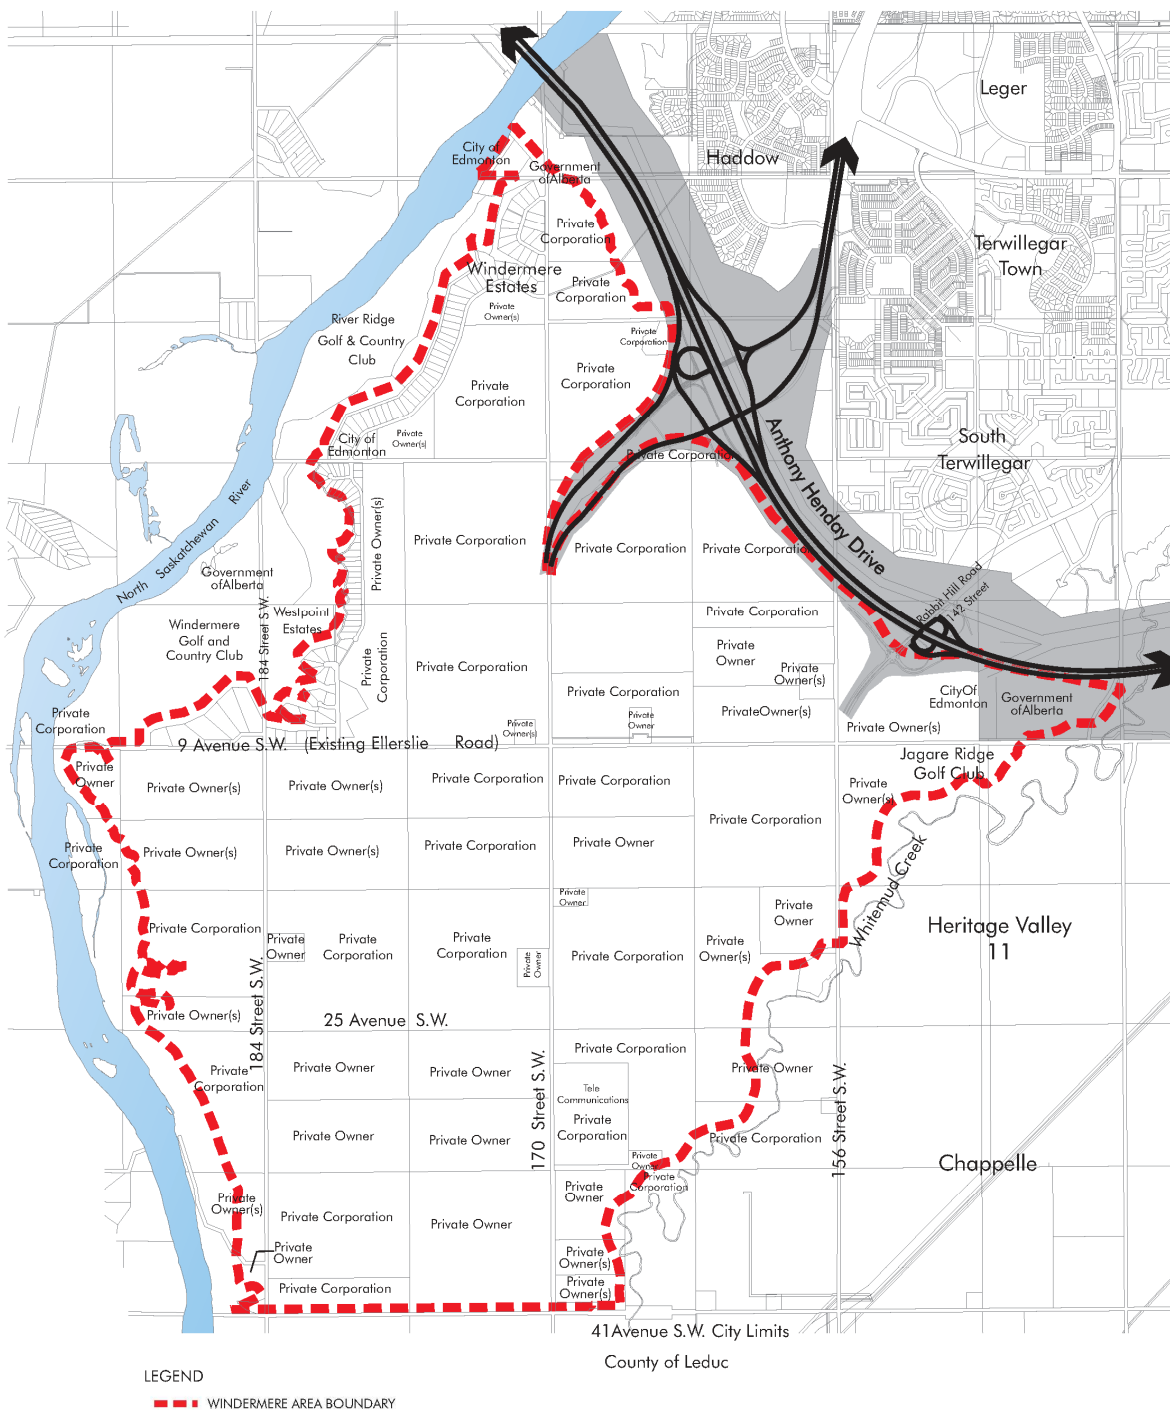 Leger
Haddow
City of
Edmonton
Government
ofAlberta
Private
Corporation
Terwillegar
Town
Windermere
Estates
Private
Corporation
Private
Owner(s)
River Ridge
Golf & Country
Club
Private
Corporation
Private
Corporation
Private
Corporation
City of
Edmonton
Private
Owner(s)
Private Corporation
Anthony Henday Drive
South
Terwillegar
North Saskatchewan River
Private Owner(s)
Private Corporation
Private Corporation
Private Corporation
Government
ofAlberta
184 Street S.W.
Westpoint
Estates
Windermere
Golf and
Country Club
Private
Corporation
Private Corporation
Private Corporation
Private
Owner
Private
Owner(s)
Rabbit Hill Road
142 Street
Private Corporation
PrivateOwner(s)
CityOf
Edmonton
Government
ofAlberta
Private
Corporation
Private
Owner(s)
Private
Owner
Private Owner(s)
9 Avenue S.W. (Existing Ellerslie Road)
Jagare Ridge
Golf Club
Private
Owner
Private Owner(s)
Private Owner(s)
Private Corporation
Private Corporation
Private
Owner(s)
Private Corporation
Private
Corporation
Private Owner(s)
Private Owner(s)
Private Corporation
Private Owner
Whitemud Creek
Private
Owner
Private
Owner
Private Corporation
Private
Owner
Private
Corporation
Private
Corporation
Private
Owner
Private Corporation
Private
Owner(s)
Heritage Valley
11
184 Street S.W.
Private Owner(s)
25 Avenue S.W.
Private Corporation
170 Street S.W.
156 Street S.W.
Private
Corporation
Private Owner
Private Owner
Private Owner
Tele
Communications
Private
Corporation
Private Owner
Private Owner
Private Corporation
Private
Owner
Private
Corporation
Chappelle
Private
Owner(s)
Private Corporation
Private Owner
Private
Owner
Private
Owner
Private
Owner(s)
Private Corporation
Private
Owner(s)
41Avenue S.W. City Limits
County of Leduc
LEGEND
WINDERMERE AREA BOUNDARY